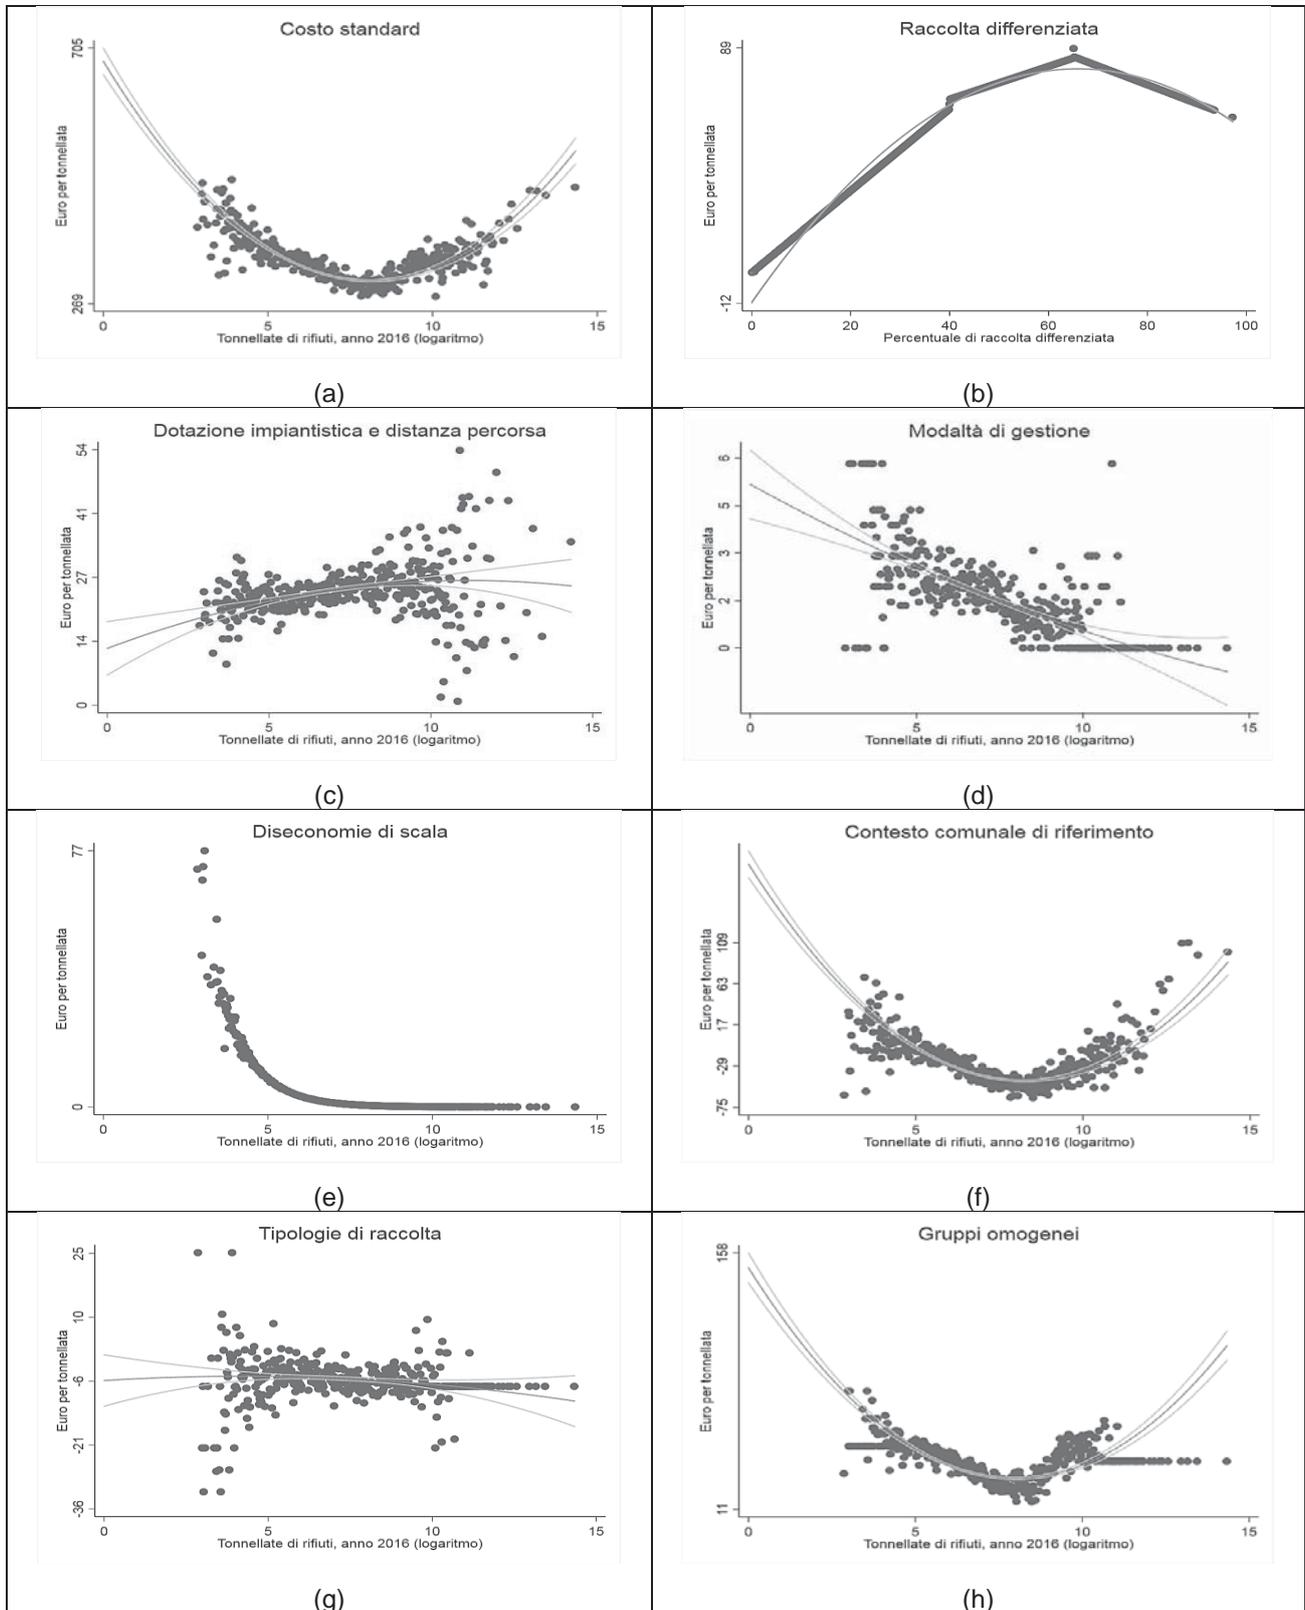 Costo standard
705
269
Euro per tonnellata
0 5 10 15
Tonnellate di rifiuti, anno 2016 (logaritmo)
(a)
Raccolta differenziata
89
-12
Euro per tonnellata
0 20 40 60 80 100
Percentuale di raccolta differenziata
(b)
Dotazione impiantistica e distanza percorsa
54
41
27
14
0
Euro per tonnellata
0 5 10 15
Tonnellate di rifiuti, anno 2016 (logaritmo)
(c)
Modaltà di gestione
6
5
3
2
0
Euro per tonnellata
0 5 10 15
Tonnellate di rifiuti, anno 2016 (logaritmo)
(d)
Diseconomie di scala
77
0
Euro per tonnellata
0 5 10 15
Tonnellate di rifiuti, anno 2016 (logaritmo)
(e)
Contesto comunale di riferimento
109
63
17
-29
-75
Euro per tonnellata
0 5 10 15
Tonnellate di rifiuti, anno 2016 (logaritmo)
(f)
Tipologie di raccolta
25
10
-6
-21
-36
Euro per tonnellata
0 5 10 15
Tonnellate di rifiuti, anno 2016 (logaritmo)
(g)
Gruppi omogenei
158
11
Euro per tonnellata
0 5 10 15
Tonnellate di rifiuti, anno 2016 (logaritmo)
(h)